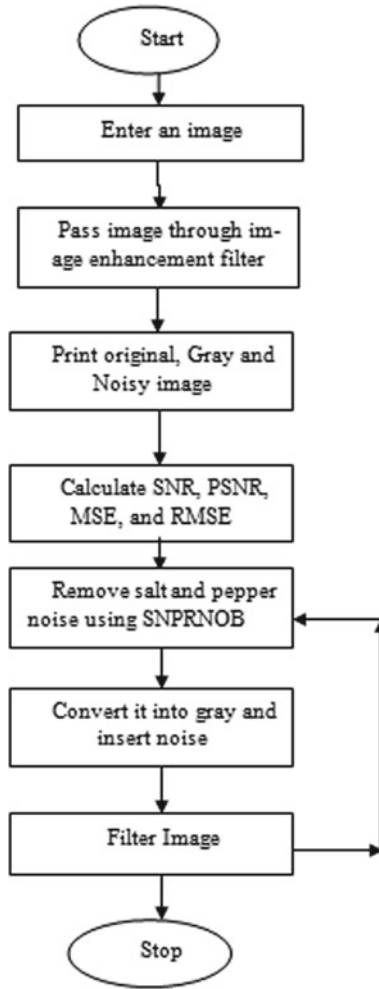 Start
Enter an image
Pass image through im-
age enhancement filter
Print original, Gray and
Noisy image
Calculate SNR, PSNR,
MSE, and RMSE
Remove salt and pepper
noise using SNPRNOB
Convert it into gray and
insert noise
Filter Image
Stop